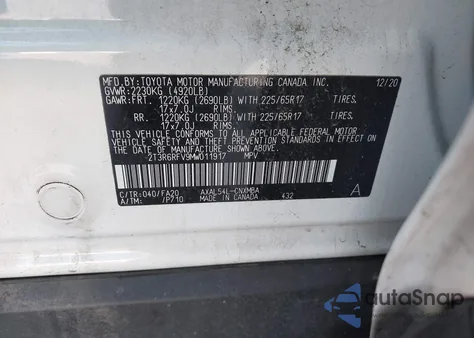 MFD.BY:TOYOTA MOTOR MANUFACTURING CANADA INC. 12/20
GVWR:2230KG (4920LB)
GAWR:FRT. 1220KG (2690LB) WITH 225/65R17 TIRES.
17x7.0J RIMS.
RR. 1220KG (2690LB) WITH 225/65R17 TIRES.
17x7.0J RIMS.
THIS VEHICLE CONFORMS TO ALL APPLICABLE FEDERAL MOTOR
VEHICLE SAFETY STANDARDS IN EFFECT ON THE DATE OF
MANUFACTURE SHOWN ABOVE.
2T3R6RFV9MW011917 MPV
C/TR:040/FA20 AXAL54L-CNXMBA A
A/TM: /P710 MADE IN CANADA 432
autoSnap